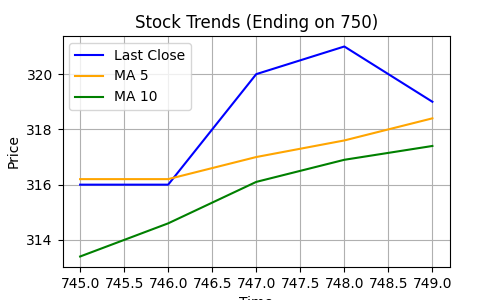 Stock Trends (Ending on 750)
Last Close
MA 5
MA 10
Price
320
318
316
314
745.0 745.5 746.0 746.5 747.0 747.5 748.0 748.5 749.0
Time